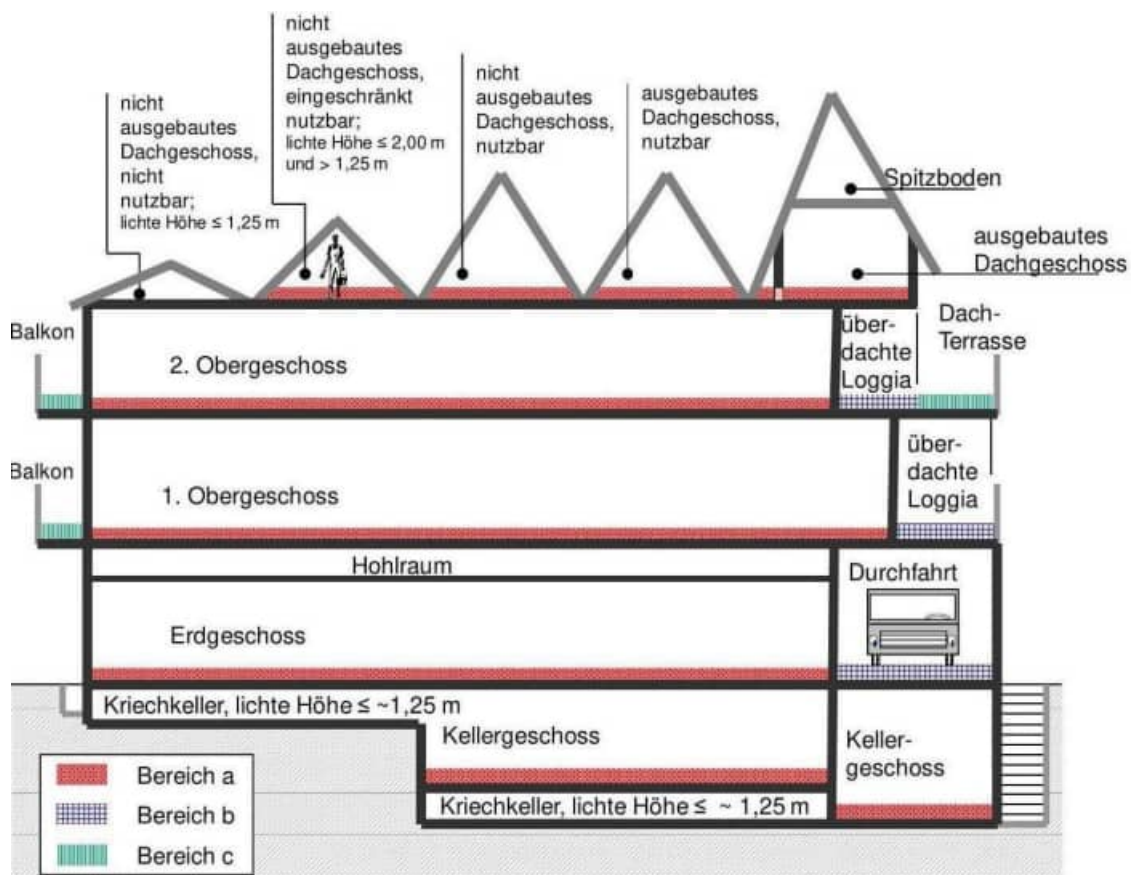 nicht
ausgebautes
Dachgeschoss,
nicht
nutzbar;
lichte Höhe ≤ 1,25 m
nicht
ausgebautes
Dachgeschoss,
eingeschränkt
nutzbar;
lichte Höhe ≤ 2,00 m
und > 1,25 m
nicht
ausgebautes
Dachgeschoss,
nutzbar
ausgebautes
Dachgeschoss,
nutzbar
Spitzboden
ausgebautes
Dachgeschoss
Balkon
2. Obergeschoss
über-
dachte
Loggia
Dach-
Terrasse
Balkon
1. Obergeschoss
über-
dachte
Loggia
Hohlraum
Durchfahrt
Erdgeschoss
Kriechkeller, lichte Höhe ≤ ~1,25 m
Kellergeschoss
Keller-
geschoss
Kriechkeller, lichte Höhe ≤ ~ 1,25 m
Bereich a
Bereich b
Bereich c